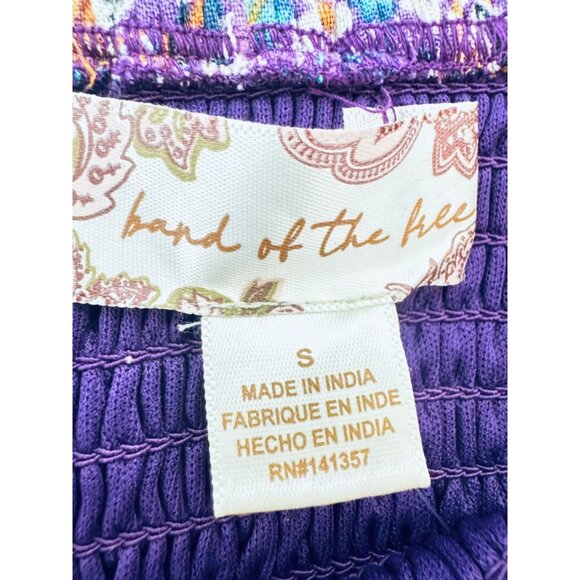 band of the free
S
MADE IN INDIA
FABRIQUE EN INDE
HECHO EN INDIA
RN#141357